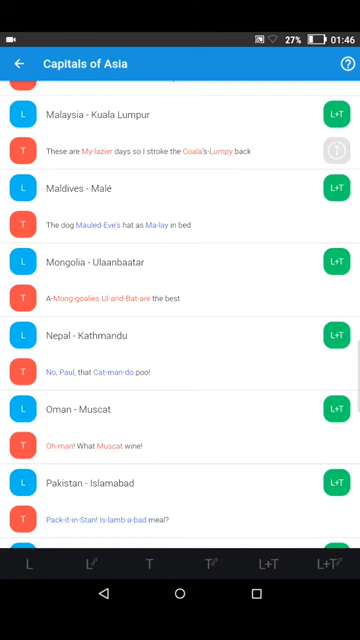 27% 01:46
Capitals of Asia
L Malaysia - Kuala Lumpur L+T
T These are My-lazier days so I stroke the Coala's-Lumpy back
L Maldives - Malé L+T
T The dog Mauled-Eve's hat as Ma-lay in bed
L Mongolia - Ulaanbaatar L+T
T A-Mong-goalies Ul-and-Bat-are the best
L Nepal - Kathmandu L+T
T No, Paul, that Cat-man-do poo!
L Oman - Muscat L+T
T Oh-man! What Muscat wine!
L Pakistan - Islamabad L+T
T Pack-it-in-Stan! Is-lamb-a-bad meal?
L L T T L+T L+T